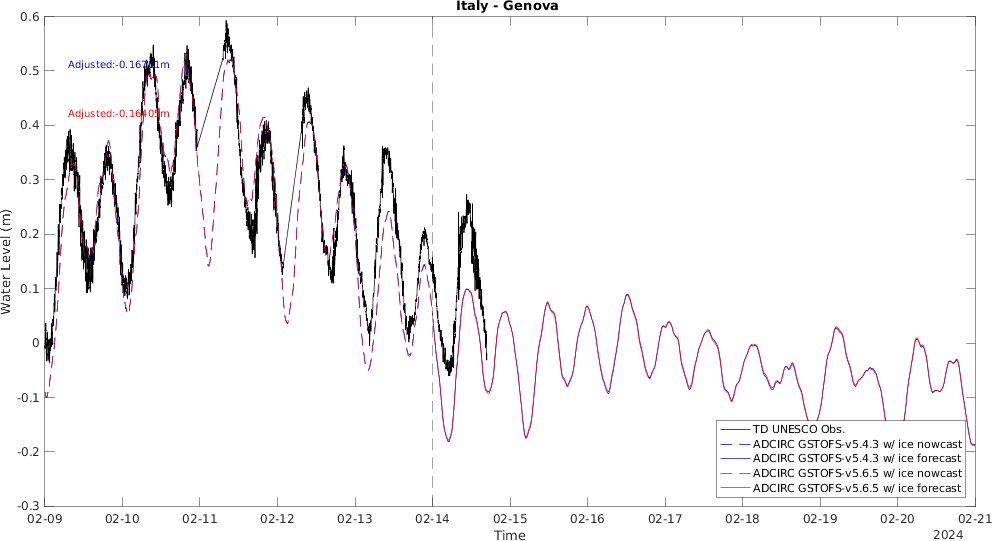 Italy - Genova
0.6
0.5
0.4
0.3
0.2
0.1
0
-0.1
-0.2
-0.3
Water Level (m)
Adjusted:-0.16
Adjusted:-0.16405m
TD UNESCO Obs.
ADCIRC GSTOFS-v5.4.3 w/ ice nowcast
ADCIRC GSTOFS-v5.4.3 w/ ice forecast
ADCIRC GSTOFS-v5.6.5 w/ ice nowcast
ADCIRC GSTOFS-v5.6.5 w/ ice forecast
02-09 02-10 02-11 02-12 02-13 02-14 02-15 02-16 02-17 02-18 02-19 02-20 02-21
Time
2024